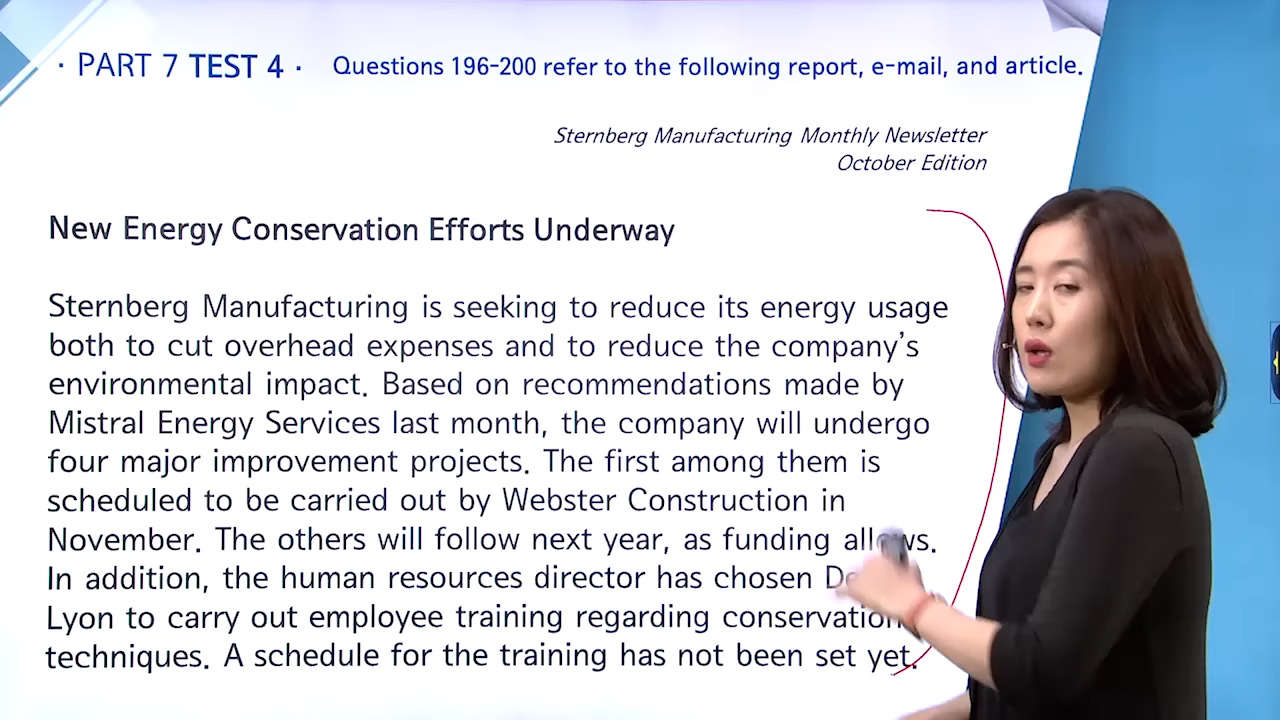 · PART 7 TEST 4 · Questions 196-200 refer to the following report, e-mail, and article.
Sternberg Manufacturing Monthly Newsletter
October Edition
New Energy Conservation Efforts Underway
Sternberg Manufacturing is seeking to reduce its energy usage
both to cut overhead expenses and to reduce the company's
environmental impact. Based on recommendations made by
Mistral Energy Services last month, the company will undergo
four major improvement projects. The first among them is
scheduled to be carried out by Webster Construction in
November. The others will follow next year, as funding allows.
In addition, the human resources director has chosen
Lyon to carry out employee training regarding conservation
techniques. A schedule for the training has not been set yet.